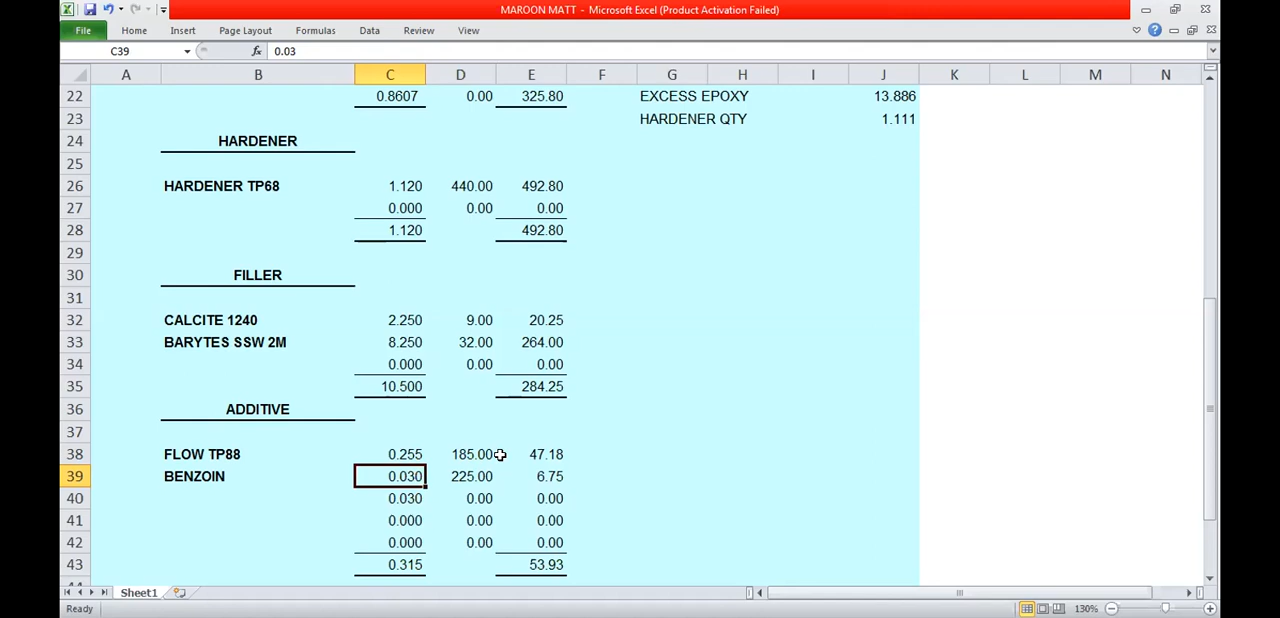 MAROON MATT - Microsoft Excel (Product Activation Failed)
File Home Insert Page Layout Formulas Data Review View
C39 fx 0.03
A B C D E F G H I J K L M N
22 0.8607 0.00 325.80 EXCESS EPOXY 13.886
23 HARDENER QTY 1.111
24 HARDENER
25
26 HARDENER TP68 1.120 440.00 492.80
27 0.000 0.00 0.00
28 1.120 492.80
29
30 FILLER
31
32 CALCITE 1240 2.250 9.00 20.25
33 BARYTES SSW 2M 8.250 32.00 264.00
34 0.000 0.00 0.00
35 10.500 284.25
36 ADDITIVE
37
38 FLOW TP88 0.255 185.00 47.18
39 BENZOIN 0.030 225.00 6.75
40 0.030 0.00 0.00
41 0.000 0.00 0.00
42 0.000 0.00 0.00
43 0.315 53.93
44
Sheet1
Ready 130%